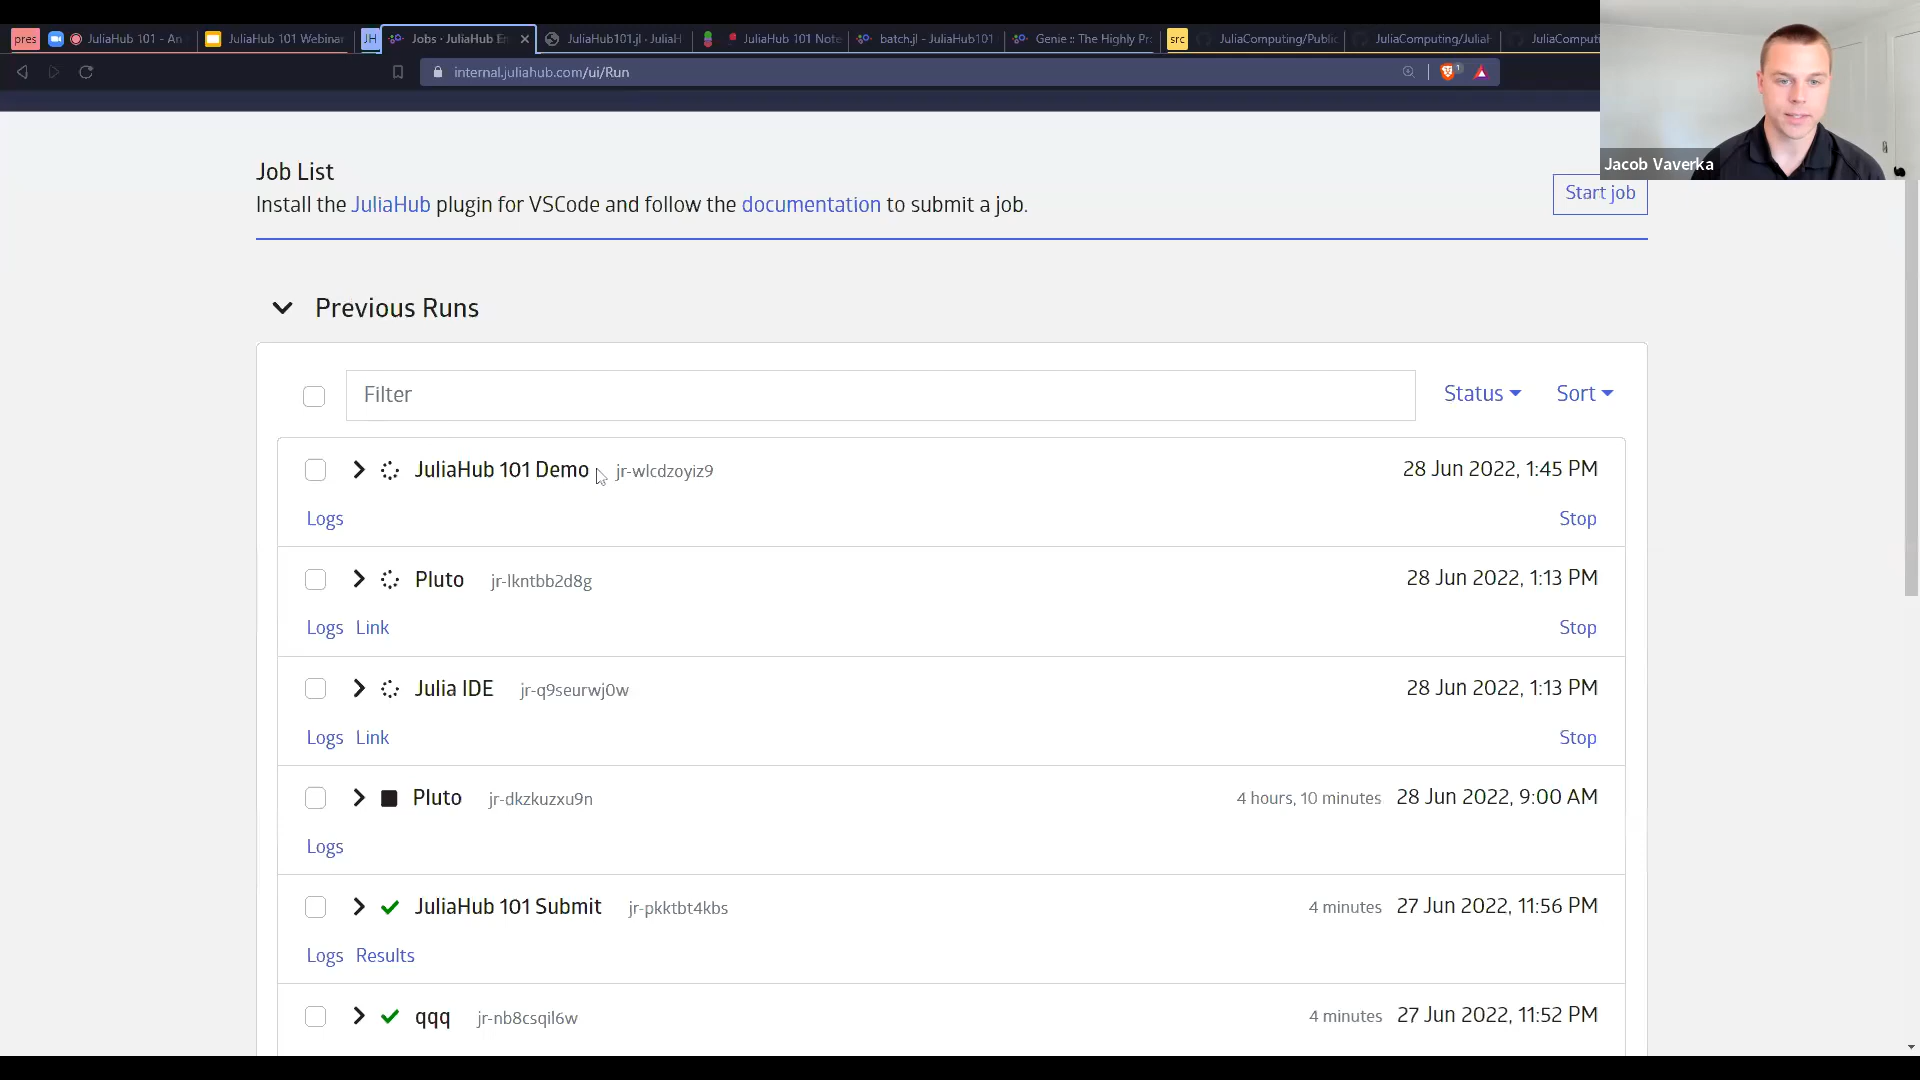 pres
JuliaHub 101 - An
JuliaHub 101 Webinar
JH
Jobs · JuliaHub En
JuliaHub101.jl · JuliaH
JuliaHub 101 Note
batch.jl - JuliaHub101
Genie :: The Highly Pr
src
JuliaComputing/Public
JuliaComputing/JuliaH
JuliaComputi
internal.juliahub.com/ui/Run
1
Jacob Vaverka
Job List
Install the JuliaHub plugin for VSCode and follow the documentation to submit a job.
Start job
Previous Runs
Filter
Status
Sort
JuliaHub 101 Demo jr-wlcdzoyiz9 28 Jun 2022, 1:45 PM
Logs Stop
Pluto jr-lkntbb2d8g 28 Jun 2022, 1:13 PM
Logs Link Stop
Julia IDE jr-q9seurwj0w 28 Jun 2022, 1:13 PM
Logs Link Stop
Pluto jr-dkzkuzxu9n 4 hours, 10 minutes 28 Jun 2022, 9:00 AM
Logs
JuliaHub 101 Submit jr-pkktbt4kbs 4 minutes 27 Jun 2022, 11:56 PM
Logs Results
qqq jr-nb8csqil6w 4 minutes 27 Jun 2022, 11:52 PM